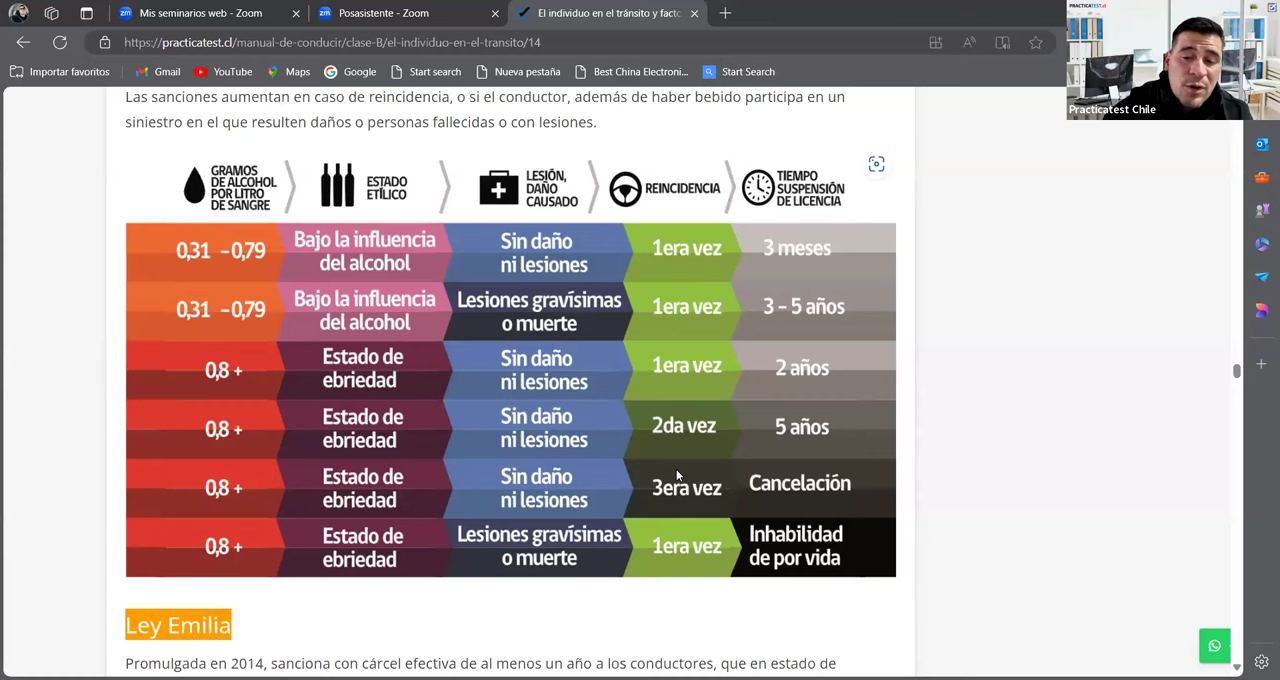 Mis seminarios web - Zoom
Posasistente - Zoom
El individuo en el tránsito y facto
https://practicatest.cl/manual-de-conducir/clase-B/el-individuo-en-el-transito/14
Importar favoritos
Gmail
YouTube
Maps
Google
Start search
Nueva pestaña
Best China Electroni...
Start Search
PRACTICATEST.cl
Practicatest Chile
Las sanciones aumentan en caso de reincidencia, o si el conductor, además de haber bebido participa en un
siniestro en el que resulten daños o personas fallecidas o con lesiones.
GRAMOS
DE ALCOHOL
POR LITRO
DE SANGRE
ESTADO
ETÍLICO
LESIÓN,
DAÑO
CAUSADO
REINCIDENCIA
TIEMPO
SUSPENSIÓN
DE LICENCIA
0,31 -0,79
Bajo la influencia
del alcohol
Sin daño
ni lesiones
1era vez
3 meses
0,31 -0,79
Bajo la influencia
del alcohol
Lesiones gravísimas
o muerte
1era vez
3 - 5 años
0,8 +
Estado de
ebriedad
Sin daño
ni lesiones
1era vez
2 años
0,8 +
Estado de
ebriedad
Sin daño
ni lesiones
2da vez
5 años
0,8 +
Estado de
ebriedad
Sin daño
ni lesiones
3era vez
Cancelación
0,8 +
Estado de
ebriedad
Lesiones gravísimas
o muerte
1era vez
Inhabilidad
de por vida
Ley Emilia
Promulgada en 2014, sanciona con cárcel efectiva de al menos un año a los conductores, que en estado de